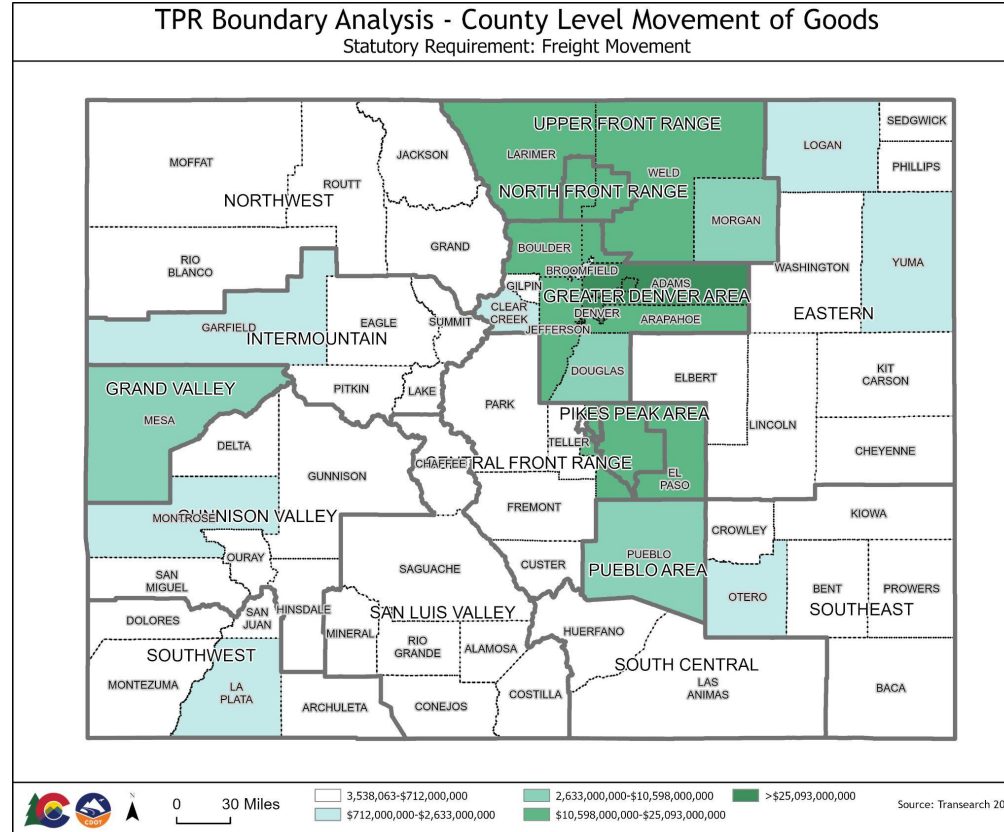 TPR Boundary Analysis - County Level Movement of Goods
Statutory Requirement: Freight Movement
UPPER FRONT RANGE
SEDGWICK
LOGAN
JACKSON
LARIMER
MOFFAT
PHILLIPS
WELD
ROUTT
NORTH FRONT RANGE
NORTHWEST
MORGAN
GRAND
BOULDER
RIO
BLANCO
BROOMFIELD
WASHINGTON
YUMA
GILPIN
ADAMS
GREATER DENVER AREA
CLEAR
CREEK
DENVER
EASTERN
GARFIELD
EAGLE
SUMMIT
JEFFERSON
ARAPAHOE
INTERMOUNTAIN
DOUGLAS
KIT
CARSON
ELBERT
GRAND VALLEY
PITKIN
LAKE
PARK
PIKES PEAK AREA
MESA
LINCOLN
TELLER
DELTA
CHEYENNE
CHAFFEE
CENTRAL FRONT RANGE
GUNNISON
EL
PASO
FREMONT
MONTROSE
GUNNISON VALLEY
KIOWA
CROWLEY
OURAY
PUEBLO
SAGUACHE
CUSTER
PUEBLO AREA
SAN
MIGUEL
BENT
PROWERS
OTERO
SOUTHEAST
HINSDALE
SAN
JUAN
DOLORES
SAN LUIS VALLEY
MINERAL
HUERFANO
RIO
GRANDE
ALAMOSA
SOUTHWEST
SOUTH CENTRAL
MONTEZUMA
LA
PLATA
LAS
ANIMAS
BACA
COSTILLA
ARCHULETA
CONEJOS
CDOT
N
0 30 Miles
3,538,063-$712,000,000
$712,000,000-$2,633,000,000
2,633,000,000-$10,598,000,000
$10,598,000,000-$25,093,000,000
>$25,093,000,000
Source: Transearch 20